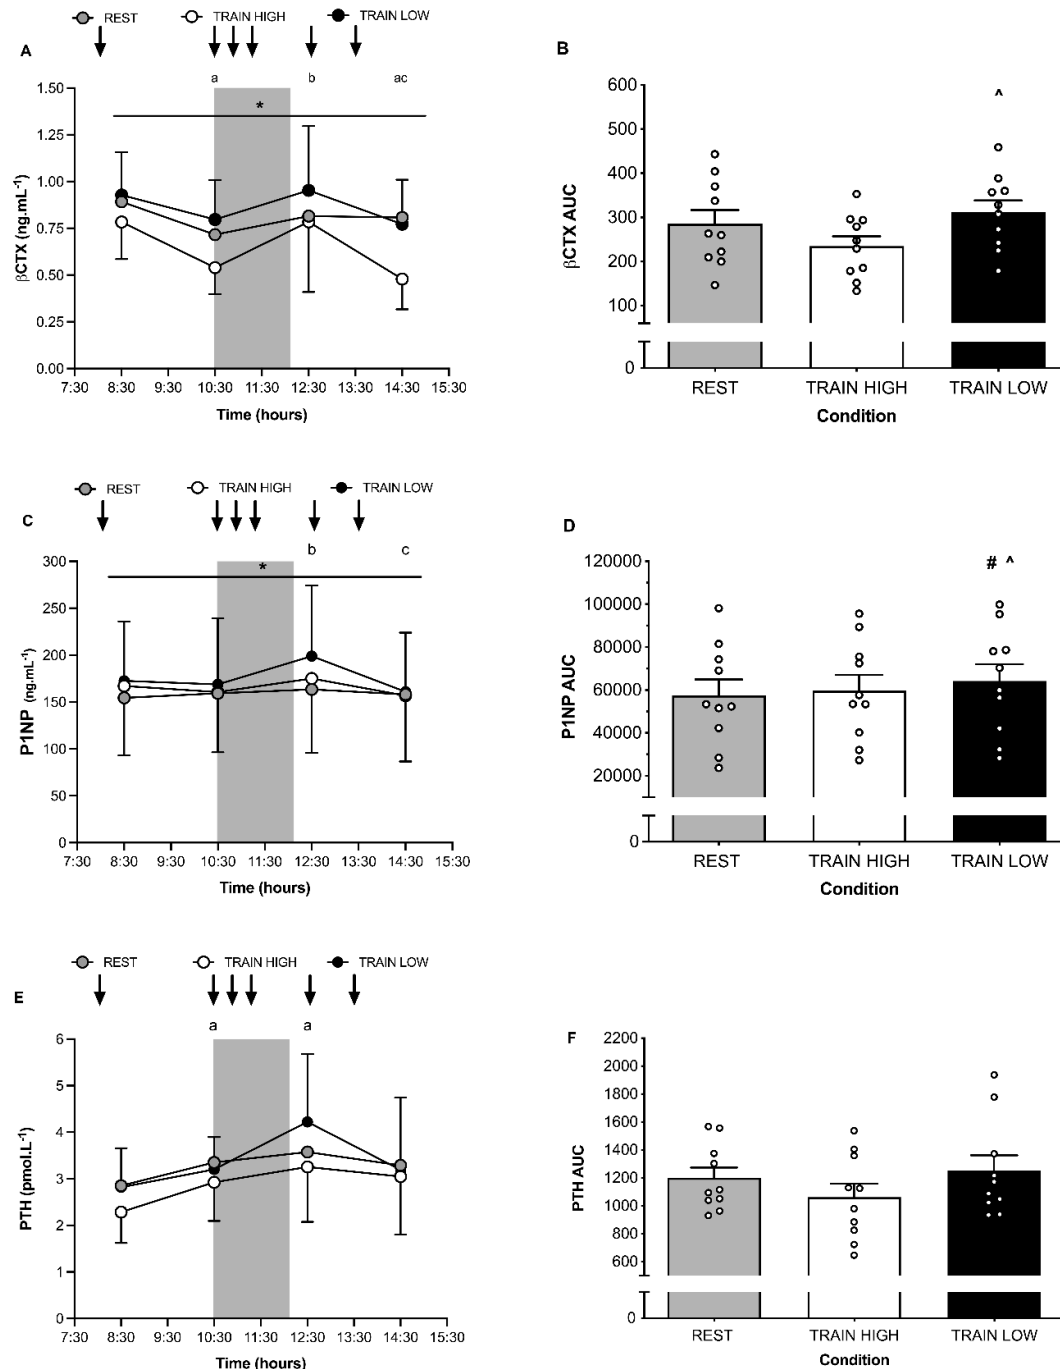 REST TRAIN HIGH TRAIN LOW
A
a b ac
*
1.50
1.25
1.00
0.75
0.50
0.25
0.00
βCTX (ng.mL⁻¹)
7:30 8:30 9:30 10:30 11:30 12:30 13:30 14:30 15:30
Time (hours)
B
^
600
500
400
300
200
100
0
βCTX AUC
REST TRAIN HIGH TRAIN LOW
Condition
REST TRAIN HIGH TRAIN LOW
C
b c
*
300
250
200
150
100
50
0
P1NP (ng.mL⁻¹)
7:30 8:30 9:30 10:30 11:30 12:30 13:30 14:30 15:30
Time (hours)
D
# ^
120000
100000
80000
60000
40000
20000
0
P1NP AUC
REST TRAIN HIGH TRAIN LOW
Condition
REST TRAIN HIGH TRAIN LOW
E
a a
6
5
4
3
2
1
0
PTH (pmol.L⁻¹)
7:30 8:30 9:30 10:30 11:30 12:30 13:30 14:30 15:30
Time (hours)
F
2200
2000
1800
1600
1400
1200
1000
800
600
0
PTH AUC
REST TRAIN HIGH TRAIN LOW
Condition